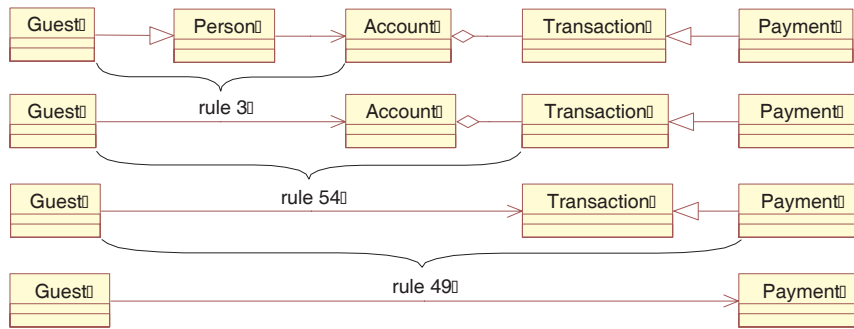 Guest Person Account Transaction Payment
rule 3
Guest Account Transaction Payment
rule 54
Guest Transaction Payment
rule 49
Guest Payment